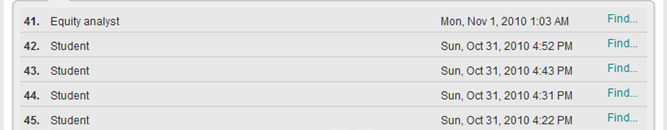 41. Equity analyst Mon, Nov 1, 2010 1:03 AM Find...
42. Student Sun, Oct 31, 2010 4:52 PM Find...
43. Student Sun, Oct 31, 2010 4:43 PM Find...
44. Student Sun, Oct 31, 2010 4:31 PM Find...
45. Student Sun, Oct 31, 2010 4:22 PM Find...